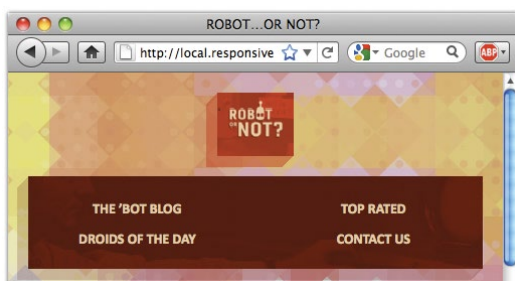 ROBOT...OR NOT?
http://local.responsive
Google
ABP
ROBOT
OR NOT?
THE 'BOT BLOG
TOP RATED
DROIDS OF THE DAY
CONTACT US